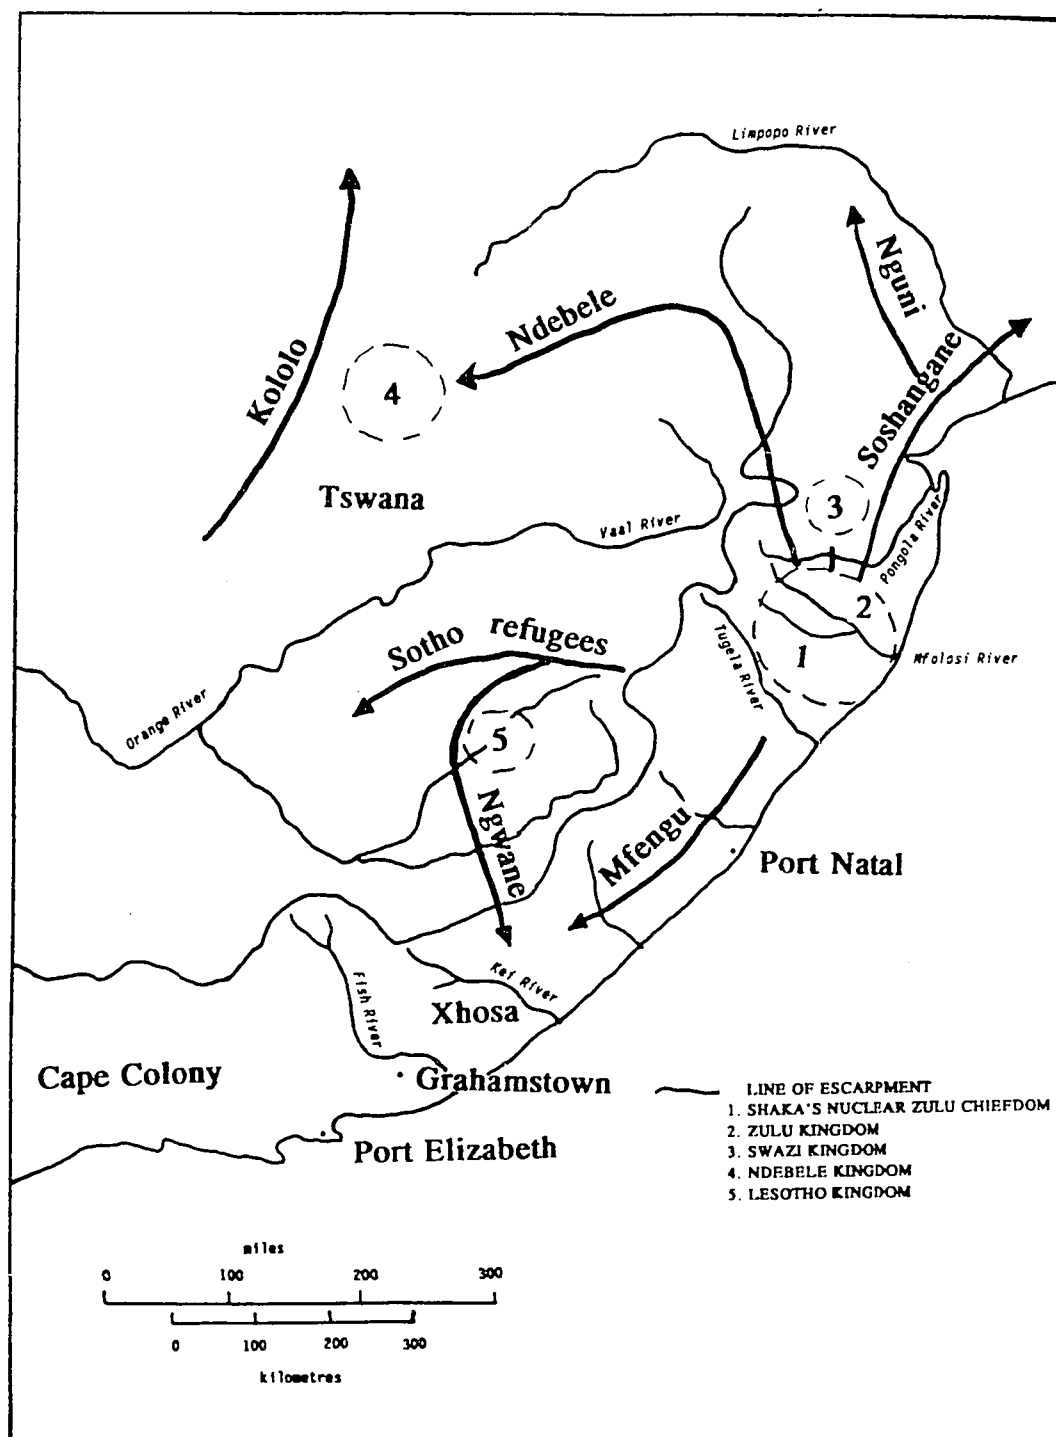 Limpopo River
Nguni
Ndebele
Kololo
4
Soshangane
Tswana
3
Vaal River
Pongola River
2
Sotho refugees
Tugela River
1
Mfolosi River
Orange River
5
Ngwane
Mfengu
Port Natal
Kei River
Fish River
Xhosa
Cape Colony
Grahamstown
Port Elizabeth
LINE OF ESCARPMENT
1. SHAKA'S NUCLEAR ZULU CHIEFDOM
2. ZULU KINGDOM
3. SWAZI KINGDOM
4. NDEBELE KINGDOM
5. LESOTHO KINGDOM
miles
0 100 200 300
0 100 200 300
kilometres